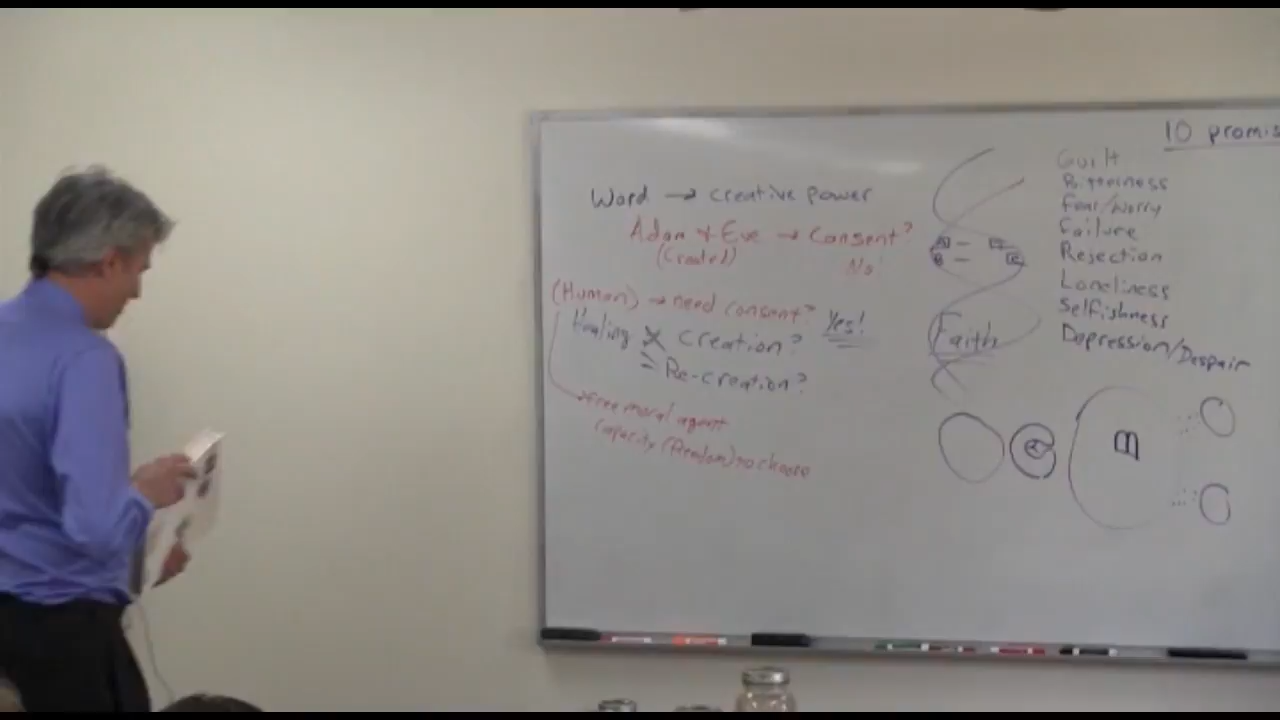 Word → creative power
Adam & Eve → Consent?
(Created) No!
(Human) → need consent? Yes!
Healing Creation?
= Re-creation?
→ free moral agent
capacity (freedom) to choose
A — 
B — C
Faith
10 promis
Guilt
Bitterness
Fear/Worry
Failure
Rejection
Loneliness
Selfishness
Depression/Despair